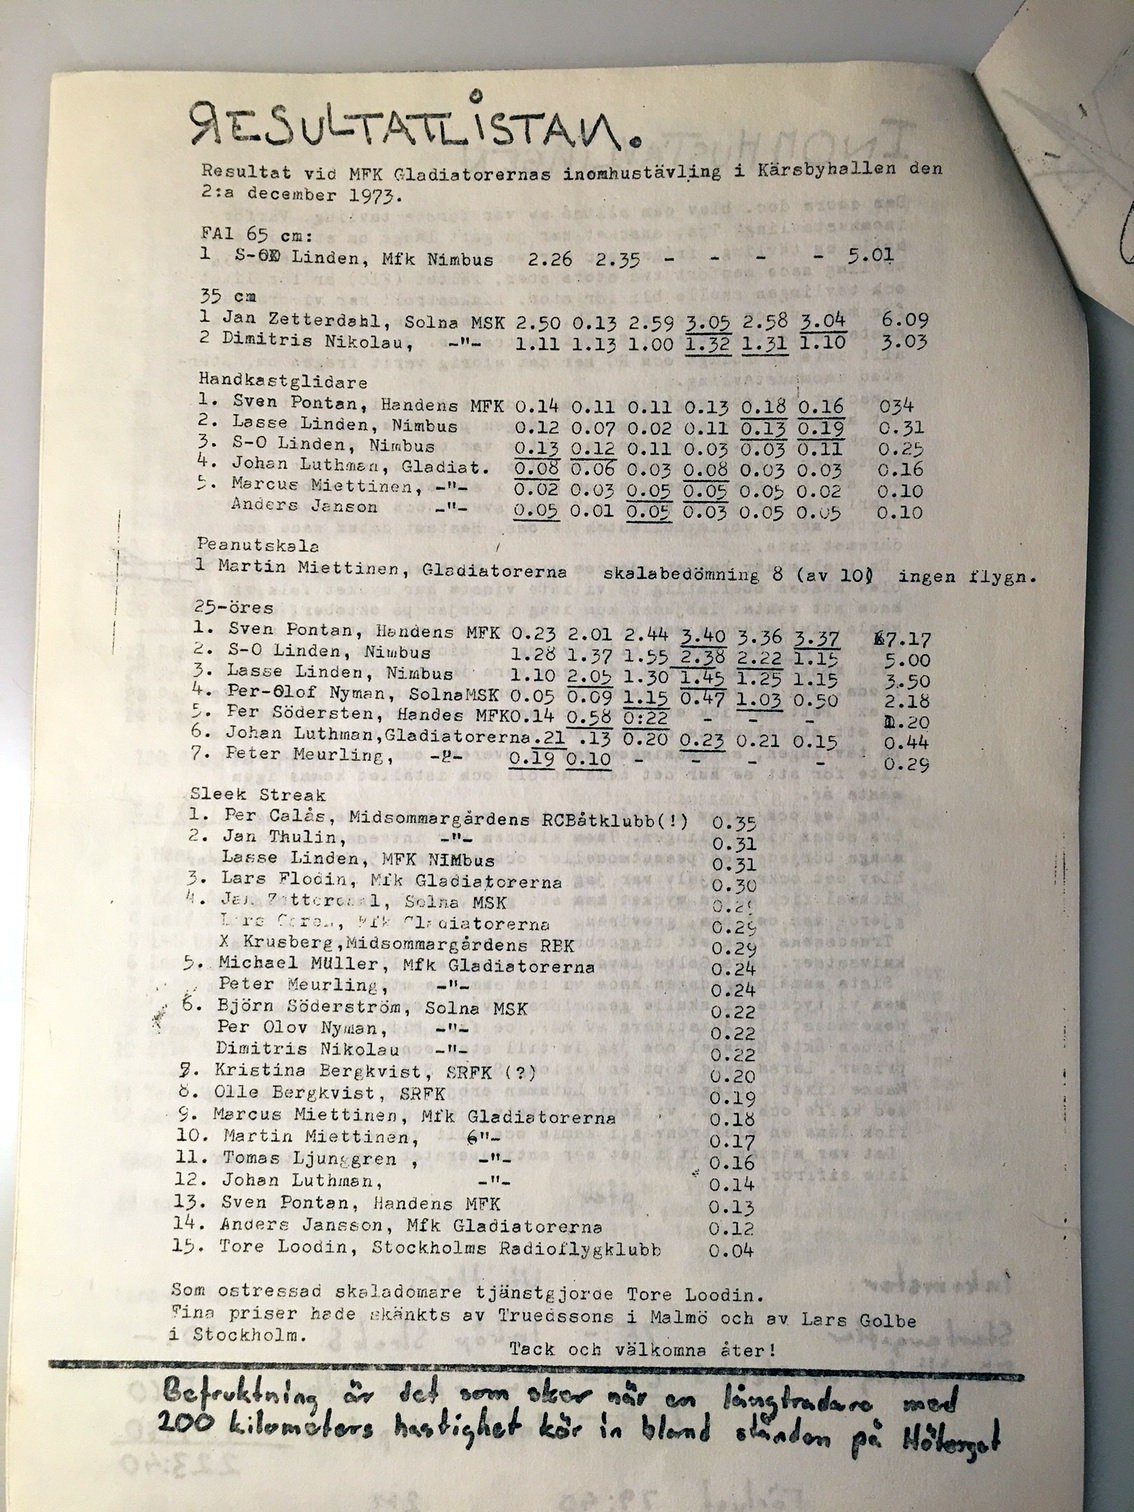 RESULTATLISTAN.
Resultat vid MFK Gladiatorernas inomhustävling i Kärsbyhallen den
2:a december 1973.
FAI 65 cm:
1 S-O Linden, Mfk Nimbus 2.26 2.35 - - - - 5.01
35 cm
1 Jan Zetterdahl, Solna MSK 2.50 0.13 2.59 3.05 2.58 3.04 6.09
2 Dimitris Nikolau, -"- 1.11 1.13 1.00 1.32 1.31 1.10 3.03
Handkastglidare
1. Sven Pontan, Handens MFK 0.14 0.11 0.11 0.13 0.18 0.16 034
2. Lasse Linden, Nimbus 0.12 0.07 0.02 0.11 0.13 0.19 0.31
3. S-O Linden, Nimbus 0.13 0.12 0.11 0.03 0.03 0.11 0.25
4. Johan Luthman, Gladiat. 0.08 0.06 0.03 0.08 0.03 0.03 0.16
5. Marcus Miettinen, -"- 0.02 0.03 0.05 0.05 0.05 0.02 0.10
Anders Janson -"- 0.05 0.01 0.05 0.03 0.05 0.05 0.10
Peanutskala
1 Martin Miettinen, Gladiatorerna skalabedömning 8 (av 10) ingen flygn.
25-öres
1. Sven Pontan, Handens MFK 0.23 2.01 2.44 3.40 3.36 3.37 7.17
2. S-O Linden, Nimbus 1.28 1.37 1.55 2.38 2.22 1.15 5.00
3. Lasse Linden, Nimbus 1.10 2.05 1.30 1.45 1.25 1.15 3.50
4. Per-Olof Nyman, SolnaMSK 0.05 0.09 1.15 0.47 1.03 0.50 2.18
5. Per Södersten, Handes MFK0.14 0.58 0:22 - - - 1.20
6. Johan Luthman,Gladiatorerna.21 .13 0.20 0.23 0.21 0.15 0.44
7. Peter Meurling, -"- 0.19 0.10 - - - - 0.29
Sleek Streak
1. Per Calås, Midsommargårdens RCBåtklubb(!) 0.35
2. Jan Thulin, -"- 0.31
Lasse Linden, MFK NIMbus 0.31
3. Lars Flodin, Mfk Gladiatorerna 0.30
4. Jan Zetterdahl, Solna MSK
Mfk Gladiatorerna 0.29
X Krusberg,Midsommargårdens RBK 0.29
5. Michael Müller, Mfk Gladiatorerna 0.24
Peter Meurling, -"- 0.24
6. Björn Söderström, Solna MSK 0.22
Per Olov Nyman, -"- 0.22
Dimitris Nikolau -"- 0.22
7. Kristina Bergkvist, SRFK (?) 0.20
8. Olle Bergkvist, SRFK 0.19
9. Marcus Miettinen, Mfk Gladiatorerna 0.18
10. Martin Miettinen, 6"- 0.17
11. Tomas Ljunggren , -"- 0.16
12. Johan Luthman, -"- 0.14
13. Sven Pontan, Handens MFK 0.13
14. Anders Jansson, Mfk Gladiatorerna 0.12
15. Tore Loodin, Stockholms Radioflygklubb 0.04
Som ostressad skaladomare tjänstgjorde Tore Loodin.
Fina priser hade skänkts av Truedssons i Malmö och av Lars Golbe
i Stockholm.
Tack och välkomna åter!
Befruktning är det som sker när en långtradare med
200 kilometers hastighet kör in bland stånden på Hötorget